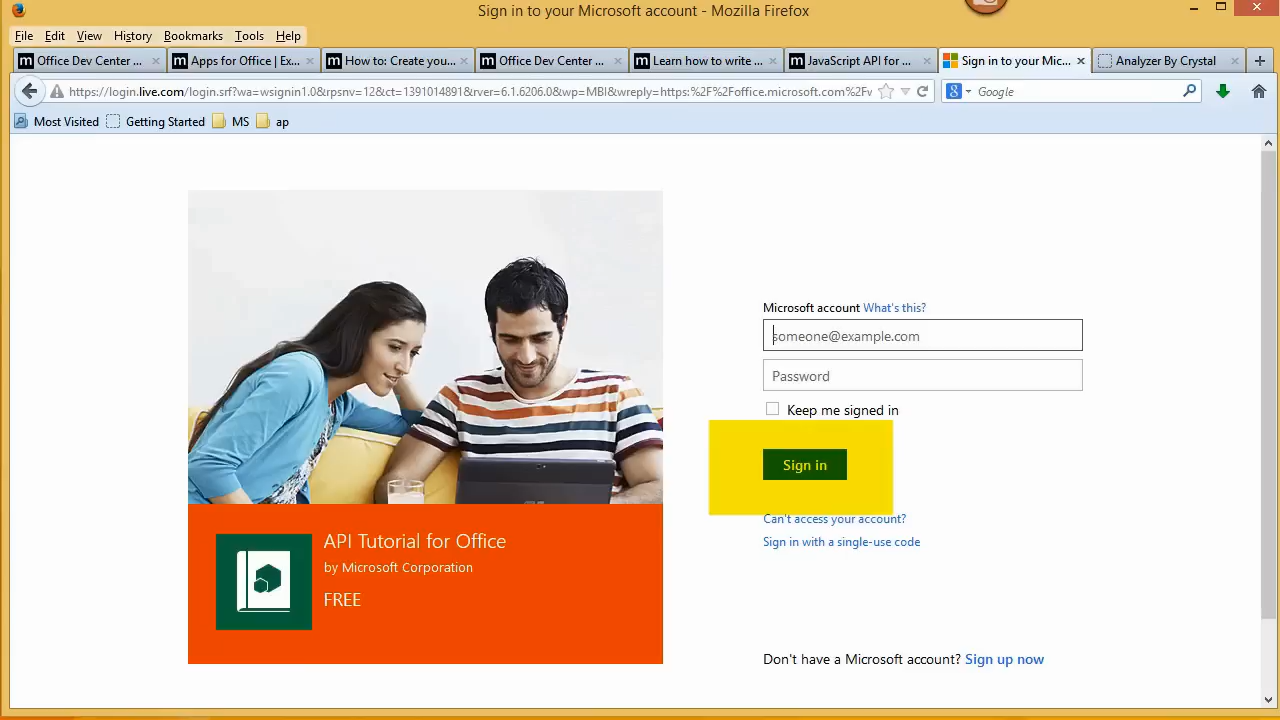 Sign in to your Microsoft account - Mozilla Firefox
File Edit View History Bookmarks Tools Help
Office Dev Center ... Apps for Office | Ex... How to: Create you... Office Dev Center ... Learn how to write ... JavaScript API for ... Sign in to your Mic... Analyzer By Crystal
https://login.live.com/login.srf?wa=wsignin1.0&rpsnv=12&ct=1391014891&rver=6.1.6206.0&wp=MBI&wreply=https:%2F%2Foffice.microsoft.com%2Fv Google
Most Visited Getting Started MS ap
Microsoft account What's this?
someone@example.com
Password
Keep me signed in
Sign in
Can't access your account?
Sign in with a single-use code
API Tutorial for Office
by Microsoft Corporation
FREE
Don't have a Microsoft account? Sign up now